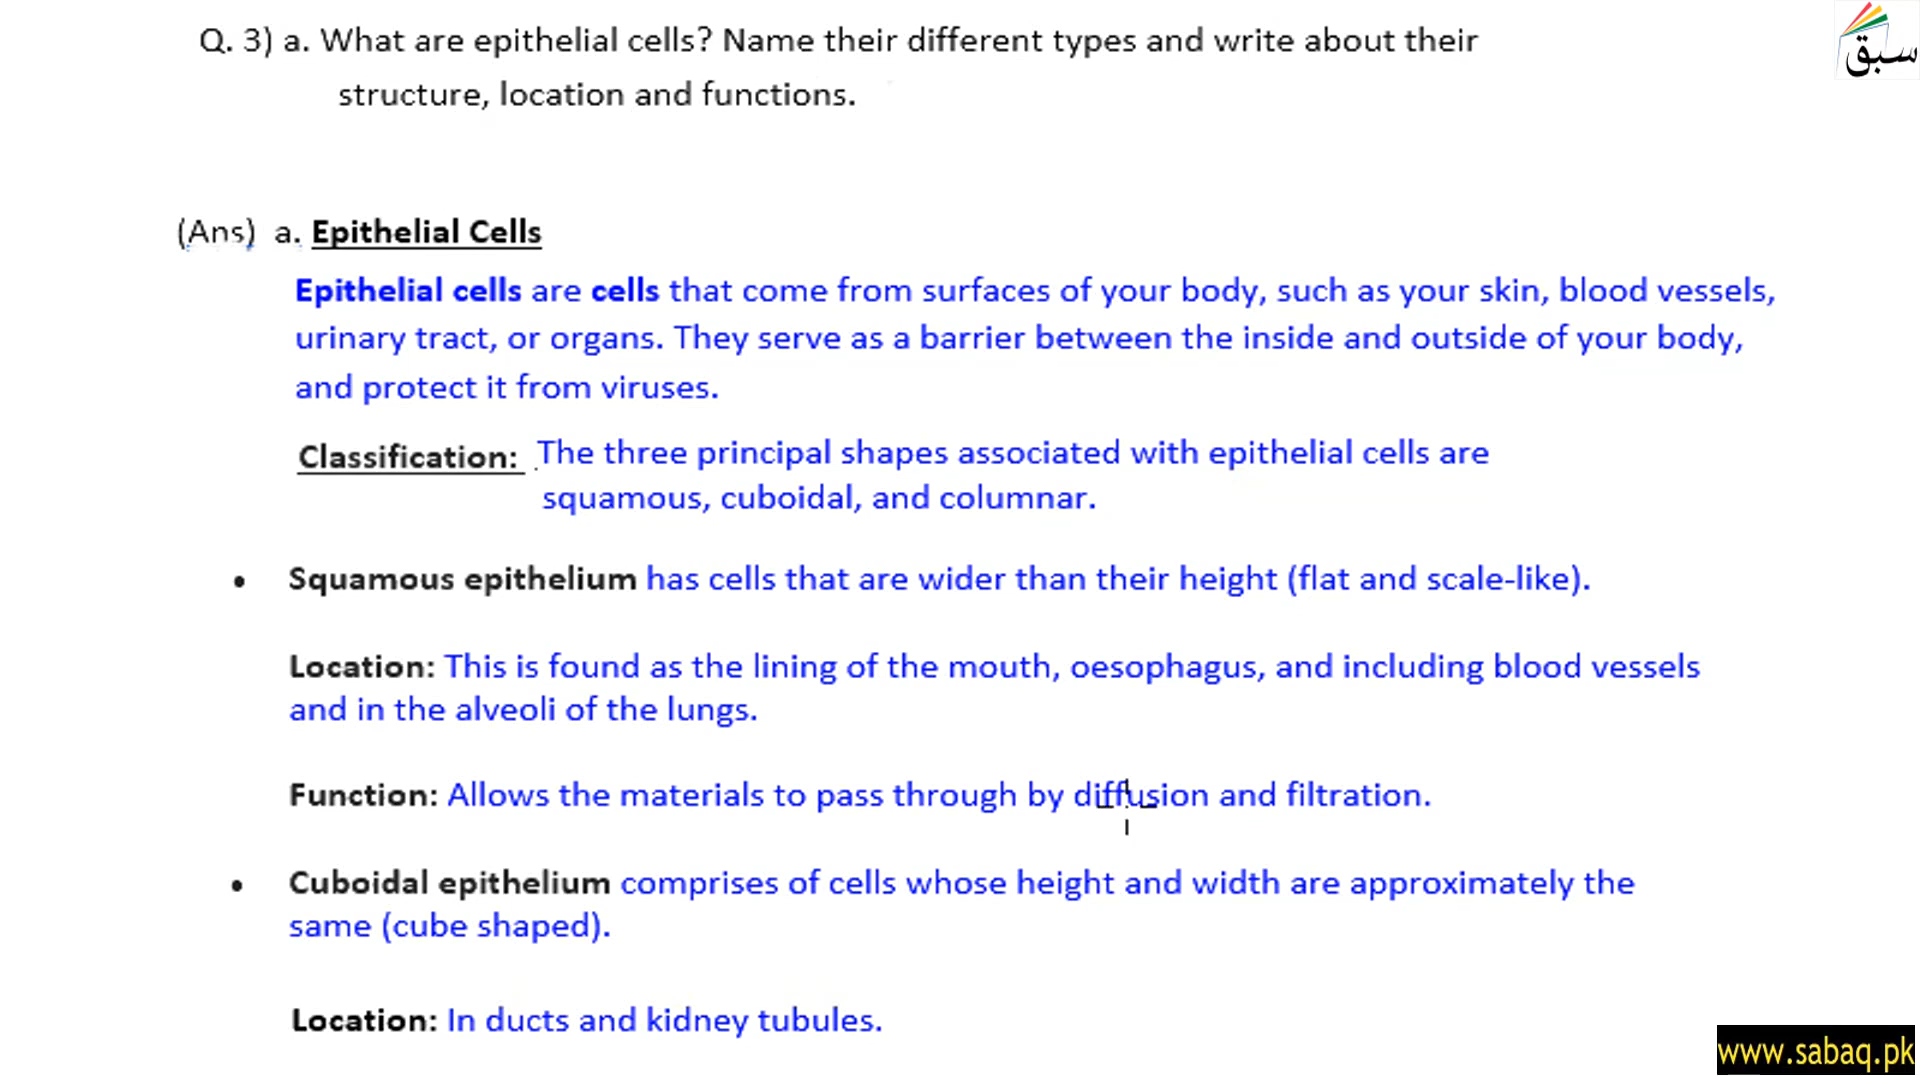 Q. 3) a. What are epithelial cells? Name their different types and write about their
structure, location and functions.
سبق
(Ans) a. Epithelial Cells
Epithelial cells are cells that come from surfaces of your body, such as your skin, blood vessels,
urinary tract, or organs. They serve as a barrier between the inside and outside of your body,
and protect it from viruses.
Classification: The three principal shapes associated with epithelial cells are
squamous, cuboidal, and columnar.
• Squamous epithelium has cells that are wider than their height (flat and scale-like).
Location: This is found as the lining of the mouth, oesophagus, and including blood vessels
and in the alveoli of the lungs.
Function: Allows the materials to pass through by diffusion and filtration.
• Cuboidal epithelium comprises of cells whose height and width are approximately the
same (cube shaped).
Location: In ducts and kidney tubules.
www.sabaq.pk